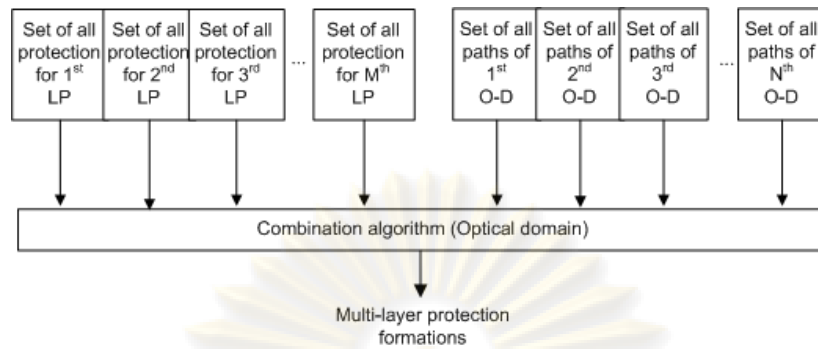 Set of all
protection
for 1st
LP
Set of all
protection
for 2nd
LP
Set of all
protection
for 3rd
LP
...
Set of all
protection
for Mth
LP
Set of all
paths of
1st
O-D
Set of all
paths of
2nd
O-D
Set of all
paths of
3rd
O-D
...
Set of all
paths of
Nth
O-D
Combination algorithm (Optical domain)
Multi-layer protection
formations